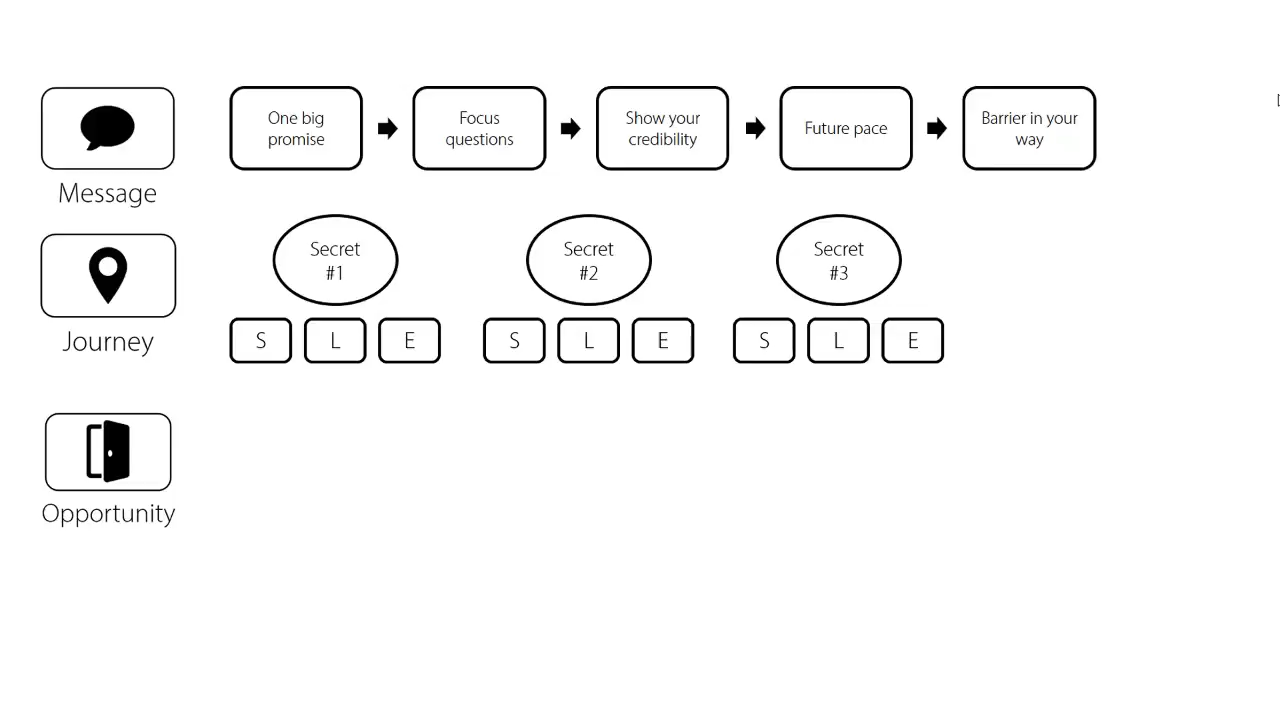 One big
promise
Focus
questions
Show your
credibility
Future pace
Barrier in your
way
Message
Secret
#1
Secret
#2
Secret
#3
S L E
S L E
S L E
Journey
Opportunity